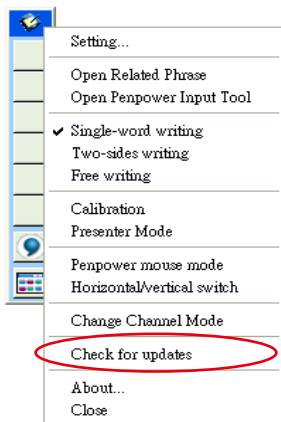 Setting...
Open Related Phrase
Open Penpower Input Tool
Single-word writing
Two-sides writing
Free writing
Calibration
Presenter Mode
Penpower mouse mode
Horizontal/vertical switch
Change Channel Mode
Check for updates
About...
Close